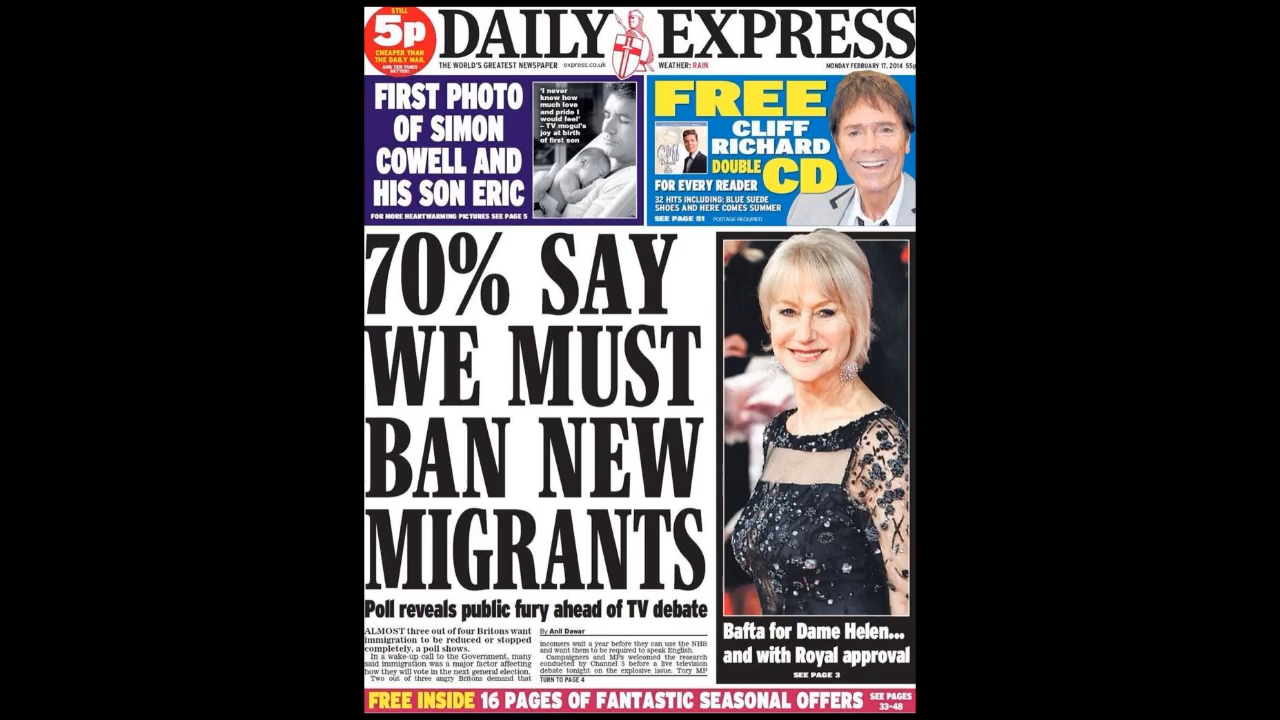 STILL
5p
CHEAPER THAN
THE DAILY MAIL
AND TEN TIMES
BETTER!
DAILY EXPRESS
THE WORLD'S GREATEST NEWSPAPER express.co.uk WEATHER: RAIN MONDAY FEBRUARY 17, 2014 55p
FIRST PHOTO
OF SIMON
COWELL AND
HIS SON ERIC
FOR MORE HEARTWARMING PICTURES SEE PAGE 5
'I never
knew how
much love
and pride I
would feel'
– TV mogul's
joy at birth
of first son
FREE
CLIFF
RICHARD
DOUBLE CD
FOR EVERY READER
32 HITS INCLUDING: BLUE SUEDE
SHOES AND HERE COMES SUMMER
SEE PAGE 51 POSTAGE REQUIRED
70% SAY
WE MUST
BAN NEW
MIGRANTS
Poll reveals public fury ahead of TV debate
ALMOST three out of four Britons want
immigration to be reduced or stopped
completely, a poll shows.
In a wake-up call to the Government, many
said immigration was a major factor affecting
how they will vote in the next general election.
Two out of three angry Britons demand that
By Anil Dawar
incomers wait a year before they can use the NHS
and want them to be required to speak English.
Campaigners and MPs welcomed the research
conducted by Channel 5 before a live television
debate tonight on the explosive issue. Tory MP
TURN TO PAGE 4
Bafta for Dame Helen...
and with Royal approval
SEE PAGE 3
FREE INSIDE 16 PAGES OF FANTASTIC SEASONAL OFFERS SEE PAGES
33-48